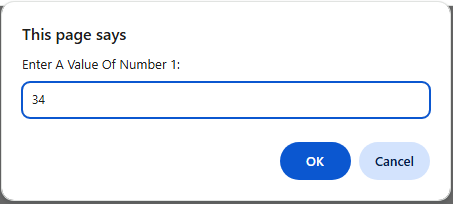 This page says
Enter A Value Of Number 1:
34
OK
Cancel